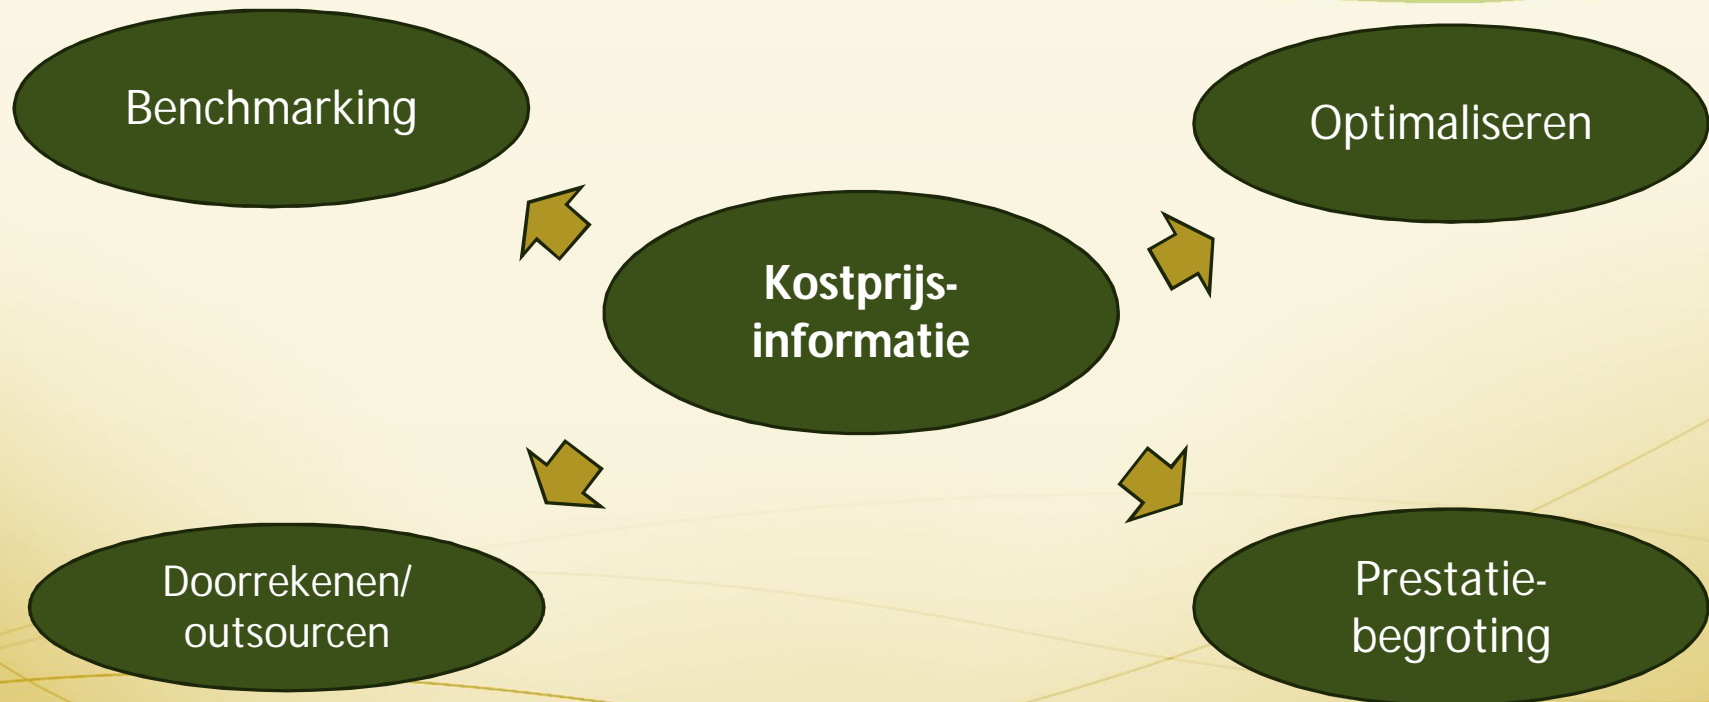 Benchmarking
Optimaliseren
Kostprijs-
informatie
Doorrekenen/
outsourcen
Prestatie-
begroting